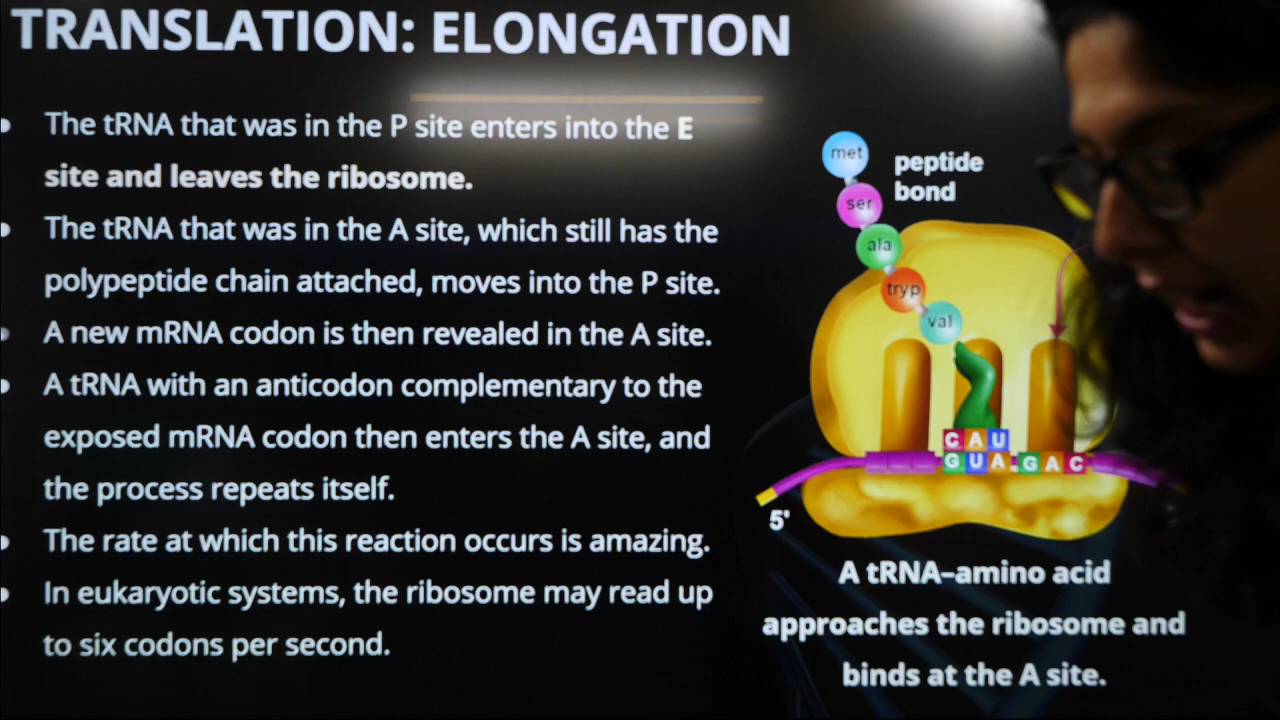 TRANSLATION: ELONGATION
The tRNA that was in the P site enters into the E
site and leaves the ribosome.
The tRNA that was in the A site, which still has the
polypeptide chain attached, moves into the P site.
A new mRNA codon is then revealed in the A site.
A tRNA with an anticodon complementary to the
exposed mRNA codon then enters the A site, and
the process repeats itself.
The rate at which this reaction occurs is amazing.
In eukaryotic systems, the ribosome may read up
to six codons per second.
met
peptide
bond
ser
ala
tryp
val
CAU
GUA GAC
5'
A tRNA–amino acid
approaches the ribosome and
binds at the A site.